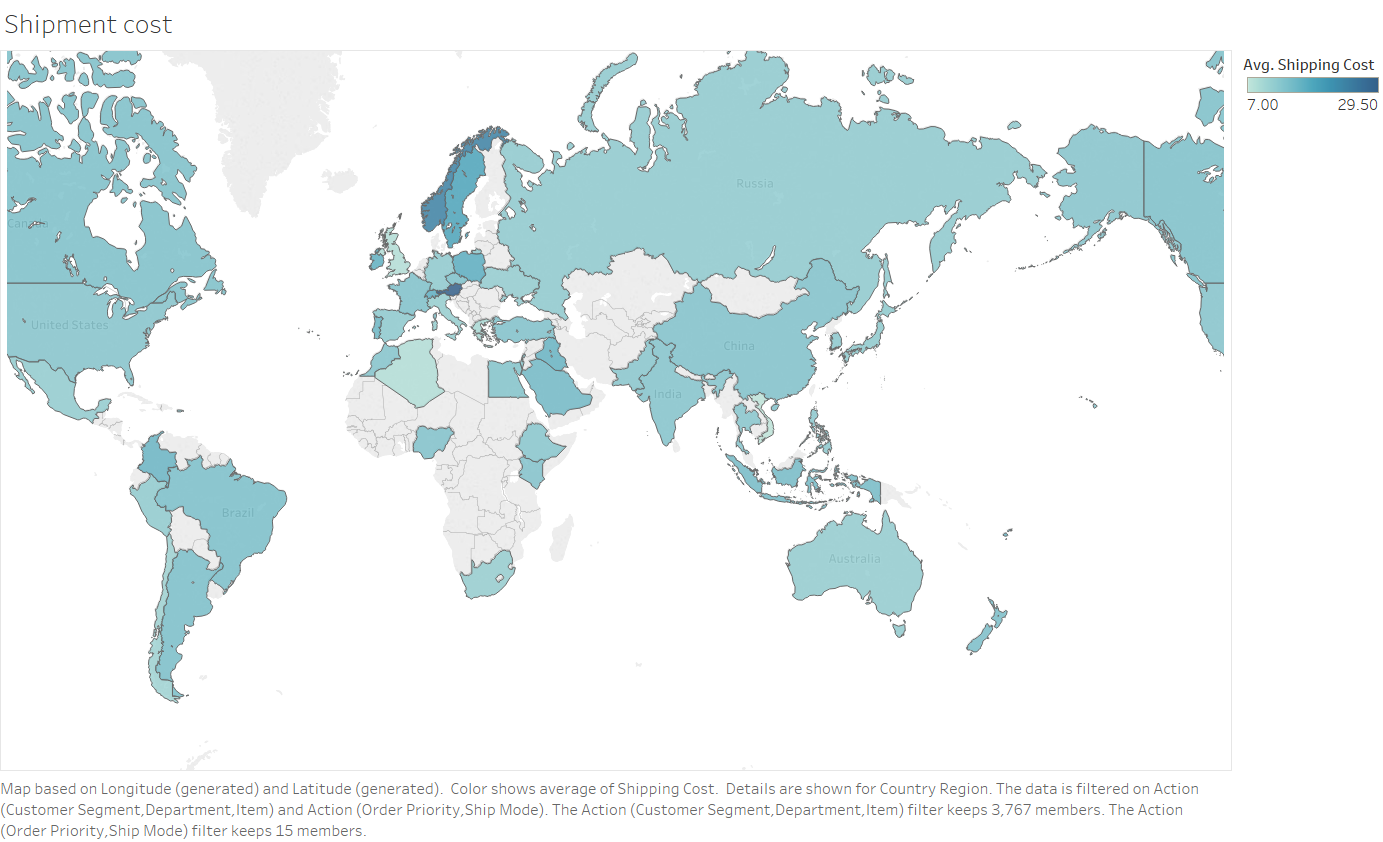 Shipment cost
Avg. Shipping Cost
7.00 29.50
Russia
Canada
United States
China
India
Brazil
Australia
Map based on Longitude (generated) and Latitude (generated).  Color shows average of Shipping Cost.  Details are shown for Country Region. The data is filtered on Action
(Customer Segment,Department,Item) and Action (Order Priority,Ship Mode). The Action (Customer Segment,Department,Item) filter keeps 3,767 members. The Action
(Order Priority,Ship Mode) filter keeps 15 members.